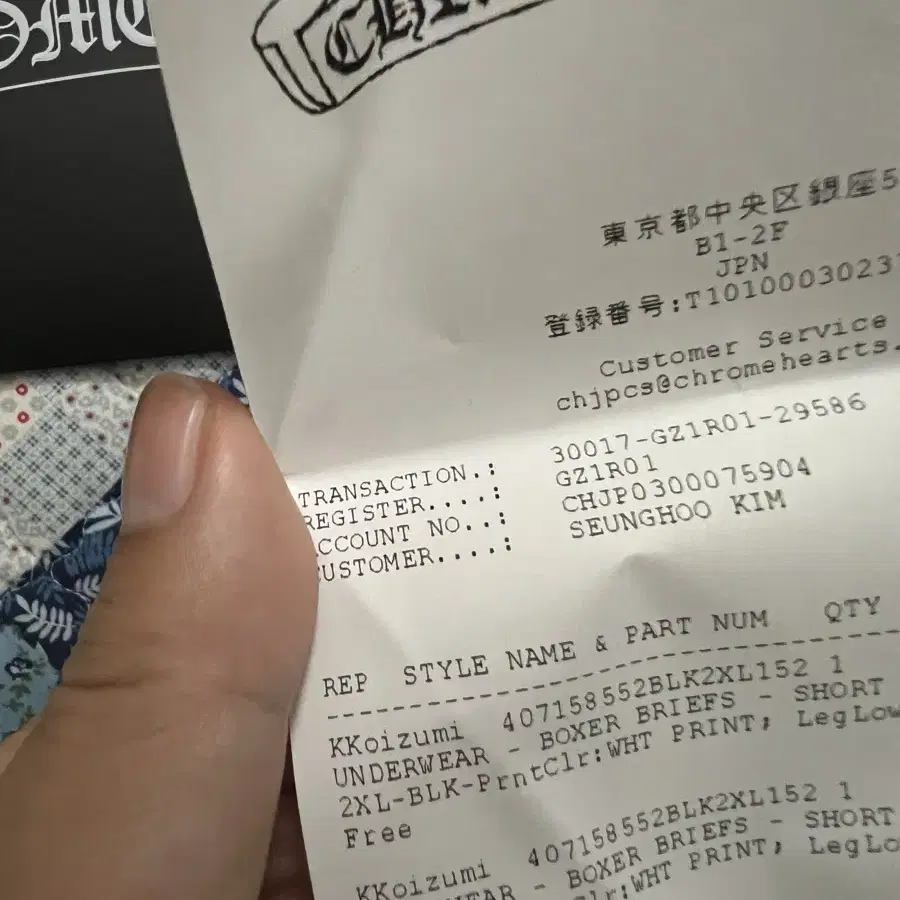 東京都中央区銀座5
B1-2F
JPN
登録番号:T1010003023
Customer Service
chjpcs@chromehearts.
TRANSACTION.: 30017-GZ1R01-29586
REGISTER....: GZ1R01
CCOUNT NO..: CHJP0300075904
USTOMER....: SEUNGHOO KIM
REP STYLE NAME & PART NUM QTY
KKoizumi 407158552BLK2XL152 1
UNDERWEAR - BOXER BRIEFS - SHORT
2XL-BLK-PrntClr:WHT PRINT, LegLow
Free
KKoizumi 407158552BLK2XL152 1
WEAR - BOXER BRIEFS - SHORT
Clr:WHT PRINT, LegLo